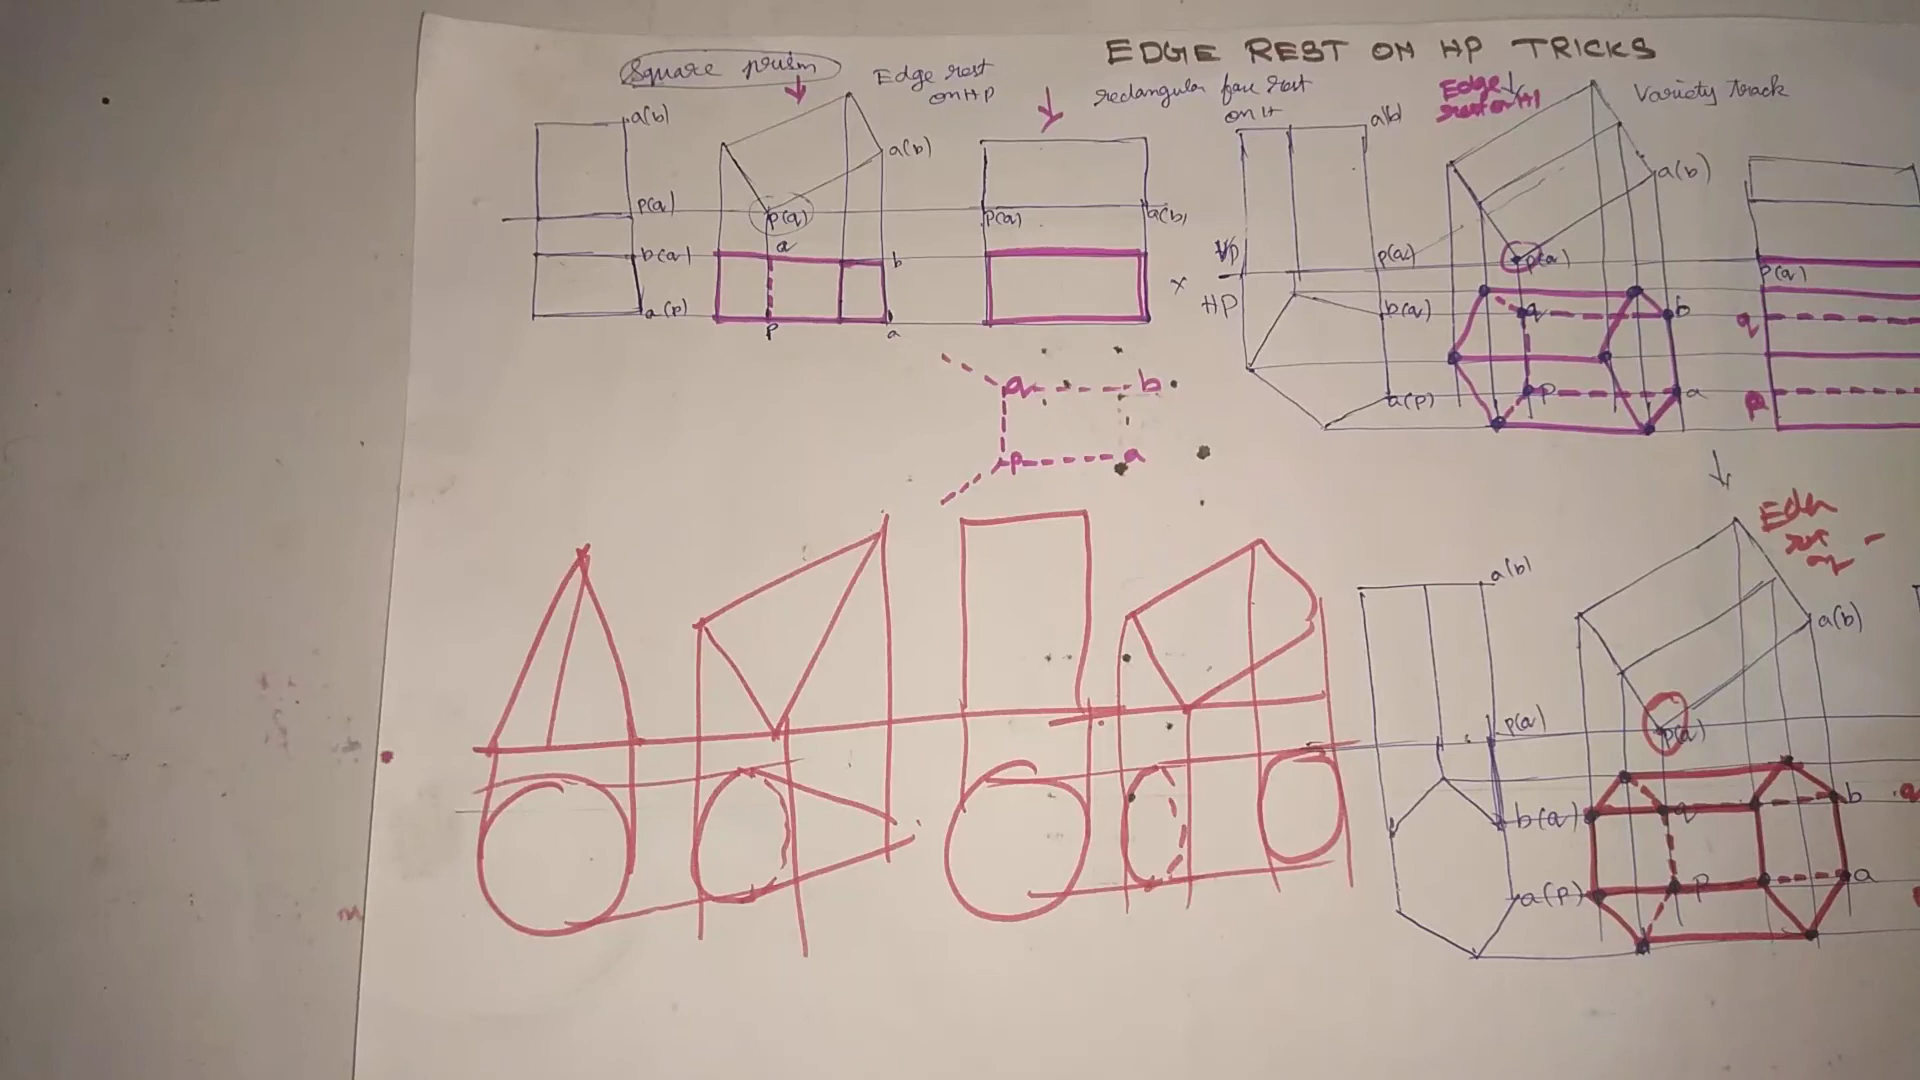 EDGE REST ON HP TRICKS
Square prism
Edge rest
on HP
rectangular face rest
on H
Edge
rest on HP
Variety track
a(b)
a(b)
a(b)
a(b)
a(b)
p(q)
p(q)
p(q)
p(q)
p(q)
p(q)
q
b(q)
b
a(p)
p
a
X
VP
HP
b(q)
q
b
q
a(p)
p
a
p
q
b
p
a
a(b)
a(b)
p(q)
p(q)
b(q)
q
b
q
a(p)
p
a